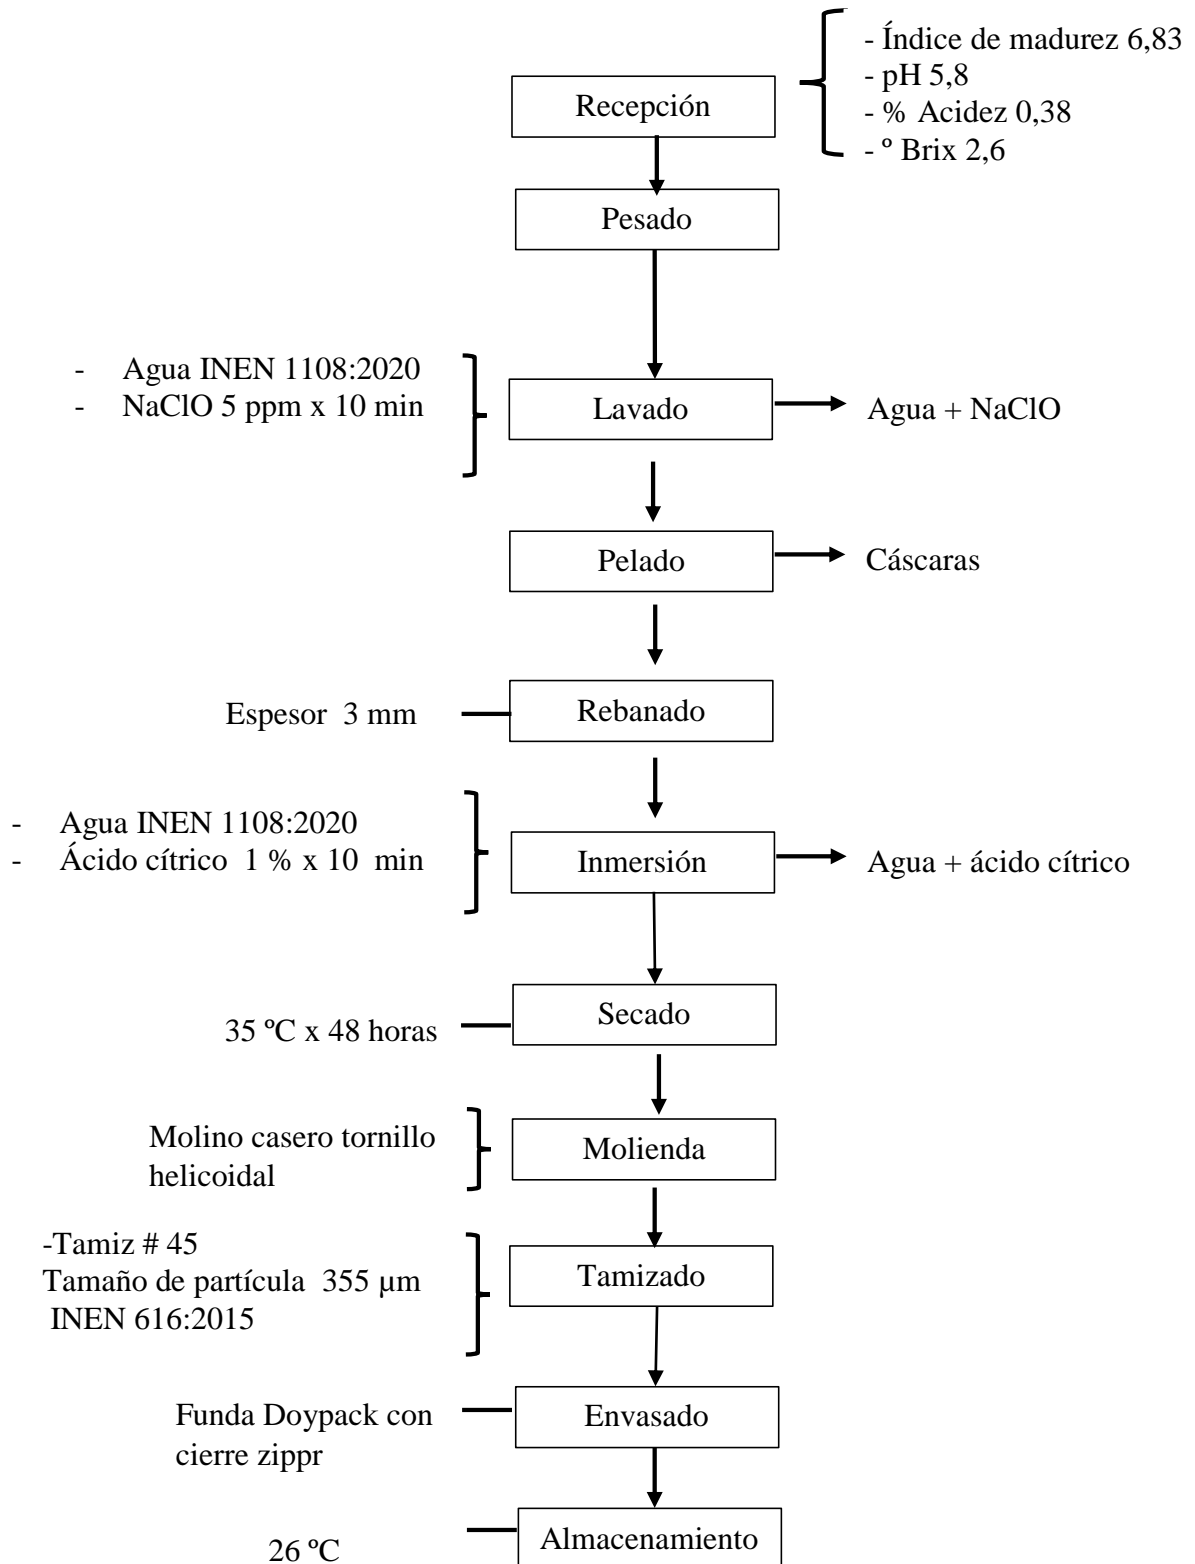 - Índice de madurez 6,83
- pH 5,8
- % Acidez 0,38
- º Brix 2,6
Recepción
Pesado
- Agua INEN 1108:2020
- NaClO 5 ppm x 10 min
Lavado
Agua + NaClO
Pelado
Cáscaras
Espesor 3 mm
Rebanado
- Agua INEN 1108:2020
- Ácido cítrico 1 % x 10 min
Inmersión
Agua + ácido cítrico
35 ºC x 48 horas
Secado
Molino casero tornillo
helicoidal
Molienda
-Tamiz # 45
Tamaño de partícula 355 µm
INEN 616:2015
Tamizado
Funda Doypack con
cierre zippr
Envasado
26 ºC
Almacenamiento